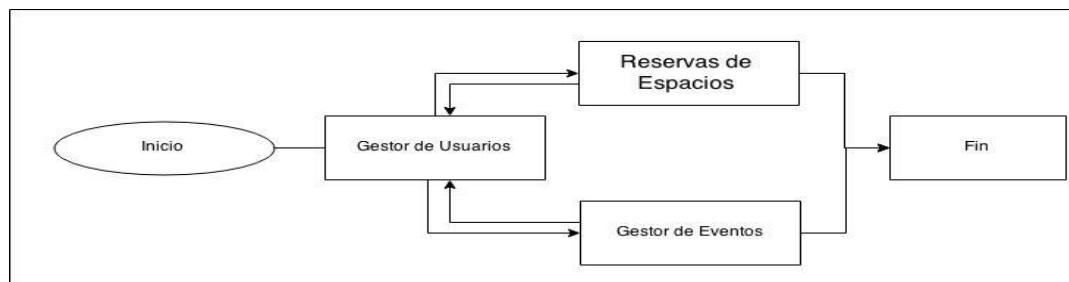 Inicio
Gestor de Usuarios
Reservas de
Espacios
Gestor de Eventos
Fin